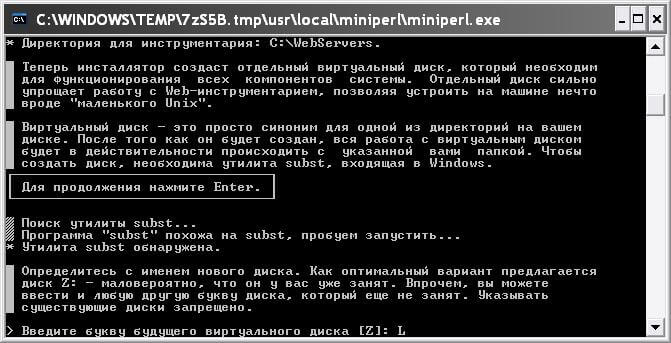 C:\WINDOWS\TEMP\7zS5B.tmp\usr\local\miniperl\miniperl.exe
* Директория для инструментария: C:\WebServers.
Теперь инсталлятор создаст отдельный виртуальный диск, который необходим
для функционирования всех компонентов системы. Отдельный диск сильно
упрощает работу с Web-инструментарием, позволяя устроить на машине нечто
вроде "маленького Unix".
Виртуальный диск - это просто синоним для одной из директорий на вашем
диске. После того как он будет создан, вся работа с виртуальным диском
будет в действительности происходить с указанной вами папкой. Чтобы
создать диск, необходима утилита subst, входящая в Windows.
Для продолжения нажмите Enter.
Поиск утилиты subst...
Программа "subst" похожа на subst, пробуем запустить...
* Утилита subst обнаружена.
Определитесь с именем нового диска. Как оптимальный вариант предлагается
диск Z: - маловероятно, что он у вас уже занят. Впрочем, вы можете
ввести и любую другую букву диска, который еще не занят. Указывать
существующие диски запрещено.
> Введите букву будущего виртуального диска [Z]: L